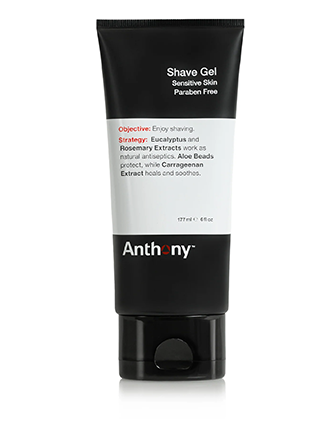 Shave Gel
Sensitive Skin
Paraben Free
Objective: Enjoy shaving.
Strategy: Eucalyptus and
Rosemary Extracts work as
natural antiseptics. Aloe Beads
protect, while Carrageenan
Extract heals and soothes.
177 ml ℮ 6 fl oz
Anthony™